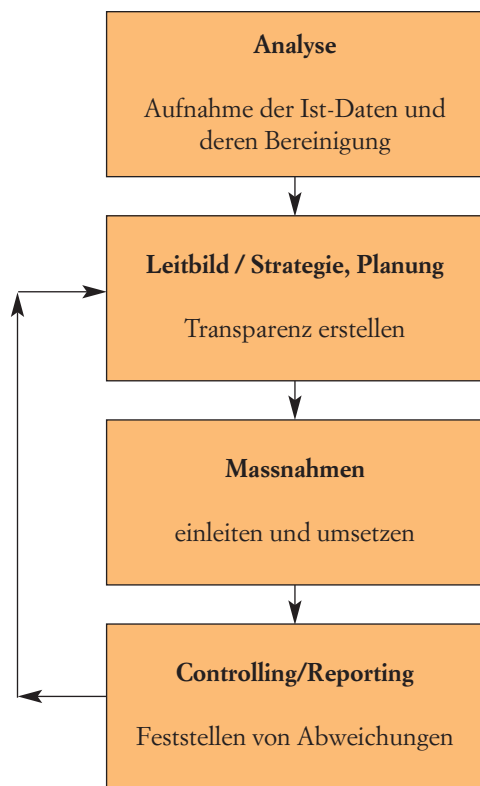 Analyse
Aufnahme der Ist-Daten und
deren Bereinigung
Leitbild / Strategie, Planung
Transparenz erstellen
Massnahmen
einleiten und umsetzen
Controlling/Reporting
Feststellen von Abweichungen